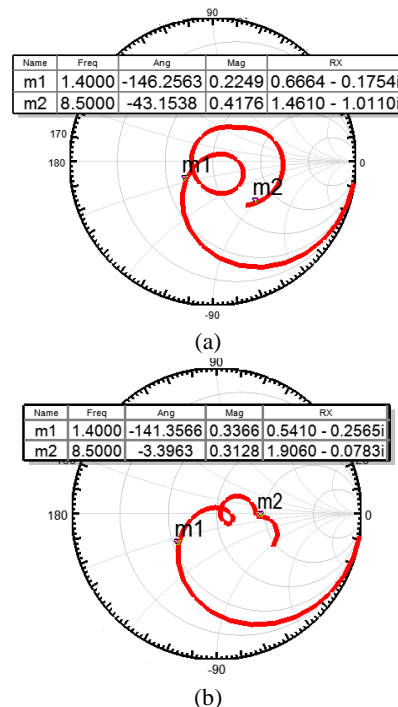 90
Name Freq Ang Mag RX
m1 1.4000 -146.2563 0.2249 0.6664 - 0.1754i
m2 8.5000 -43.1538 0.4176 1.4610 - 1.0110i
170
180 m1 m2 0
-90
(a)
90
Name Freq Ang Mag RX
m1 1.4000 -141.3566 0.3366 0.5410 - 0.2565i
m2 8.5000 -3.3963 0.3128 1.9060 - 0.0783i
180 m1 m2 0
-90
(b)